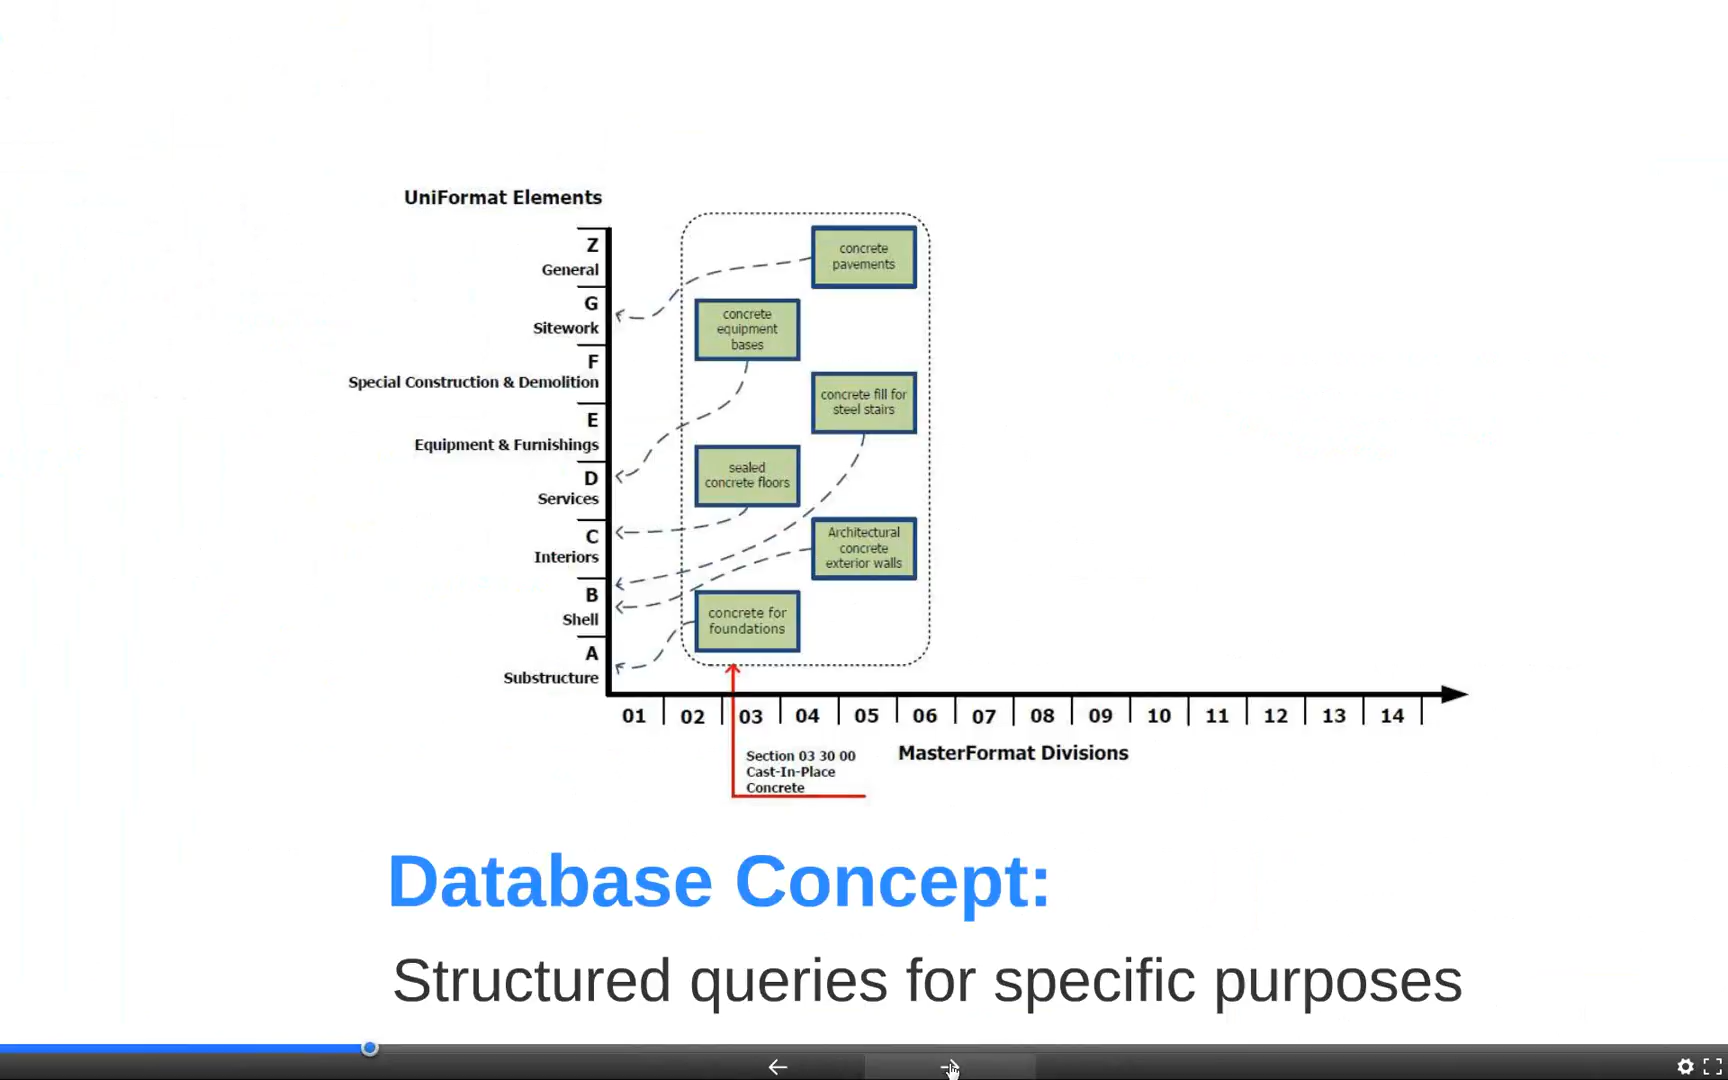 UniFormat Elements
Z
General
G
Sitework
F
Special Construction & Demolition
E
Equipment & Furnishings
D
Services
C
Interiors
B
Shell
A
Substructure
concrete
pavements
concrete
equipment
bases
concrete fill for
steel stairs
sealed
concrete floors
Architectural
concrete
exterior walls
concrete for
foundations
01 02 03 04 05 06 07 08 09 10 11 12 13 14
MasterFormat Divisions
Section 03 30 00
Cast-In-Place
Concrete
Database Concept:
Structured queries for specific purposes